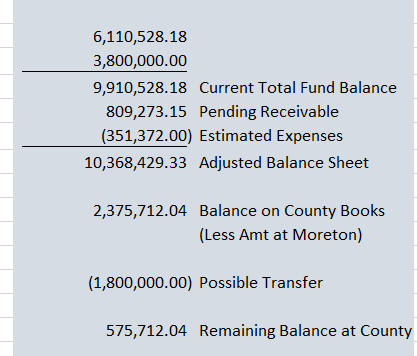 6,110,528.18
3,800,000.00
9,910,528.18 Current Total Fund Balance
809,273.15 Pending Receivable
(351,372.00) Estimated Expenses
10,368,429.33 Adjusted Balance Sheet
2,375,712.04 Balance on County Books
(Less Amt at Moreton)
(1,800,000.00) Possible Transfer
575,712.04 Remaining Balance at County